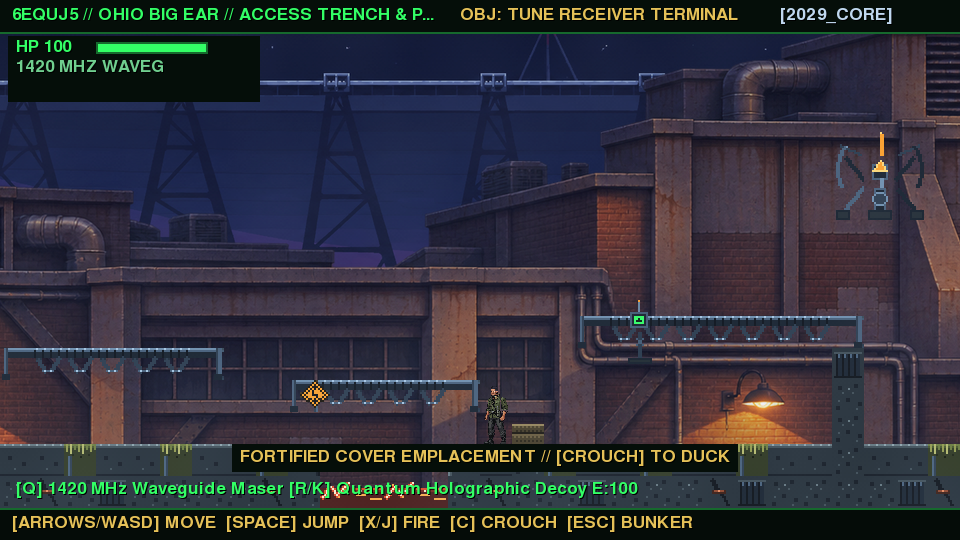 6EQUJ5 // OHIO BIG EAR // ACCESS TRENCH & P... OBJ: TUNE RECEIVER TERMINAL [2029_CORE]
HP 100
1420 MHZ WAVEG
FORTIFIED COVER EMPLACEMENT // [CROUCH] TO DUCK
[Q] 1420 MHz Waveguide Maser [R/K] Quantum Holographic Decoy E:100
[ARROWS/WASD] MOVE [SPACE] JUMP [X/J] FIRE [C] CROUCH [ESC] BUNKER